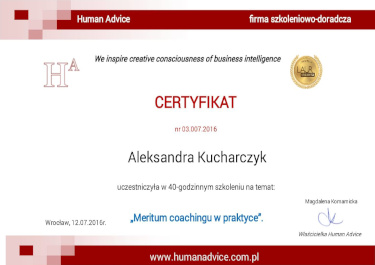 Human Advice
firma szkoleniowo-doradcza
We inspire creative consciousness of business intelligence
HA
CERTYFIKAT
nr 03.007.2016
Aleksandra Kucharczyk
uczestniczyła w 40-godzinnym szkoleniu na temat:
Magdalena Komarnicka
Wrocław, 12.07.2016r.
„Meritum coachingu w praktyce”.
Właścicielka Human Advice
www.humanadvice.com.pl